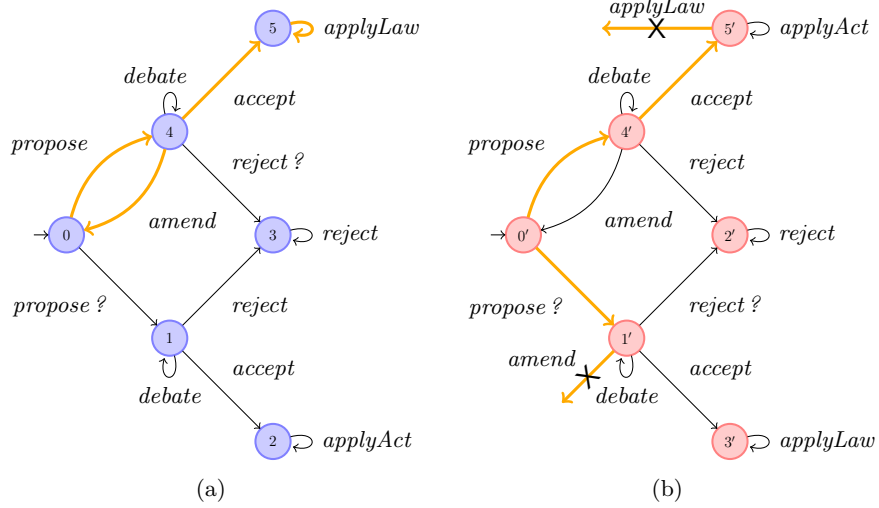 5
applyLaw
debate
4
accept
propose
reject ?
amend
0
3
reject
propose ?
reject
1
accept
debate
2
applyAct
(a)
applyLaw
X
5′
applyAct
debate
4′
accept
propose
reject
amend
0′
2′
reject
propose ?
reject ?
1′
amend
X
accept
debate
3′
applyLaw
(b)